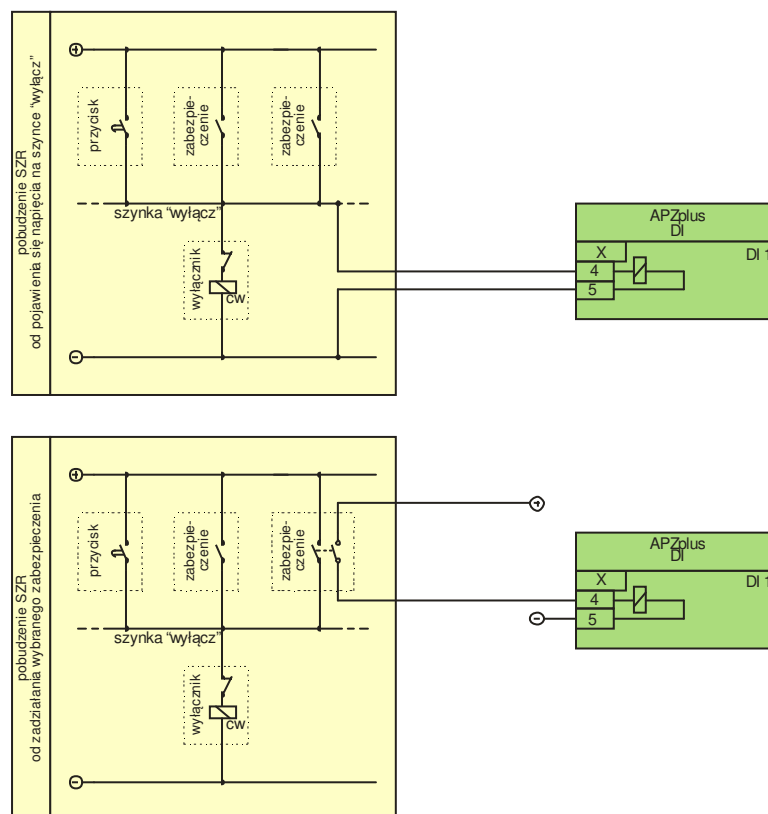 pobudzenie SZR
od pojawienia się napięcia na szynce "wyłącz"
przycisk
zabezpie-
czenie
zabezpie-
czenie
szynka "wyłącz"
wyłącznik
cw
APZplus
DI
X
DI 1
4
5
pobudzenie SZR
od zadziałania wybranego zabezpieczenia
przycisk
zabezpie-
czenie
zabezpie-
czenie
szynka "wyłącz"
wyłącznik
cw
APZplus
DI
X
DI 1
4
5